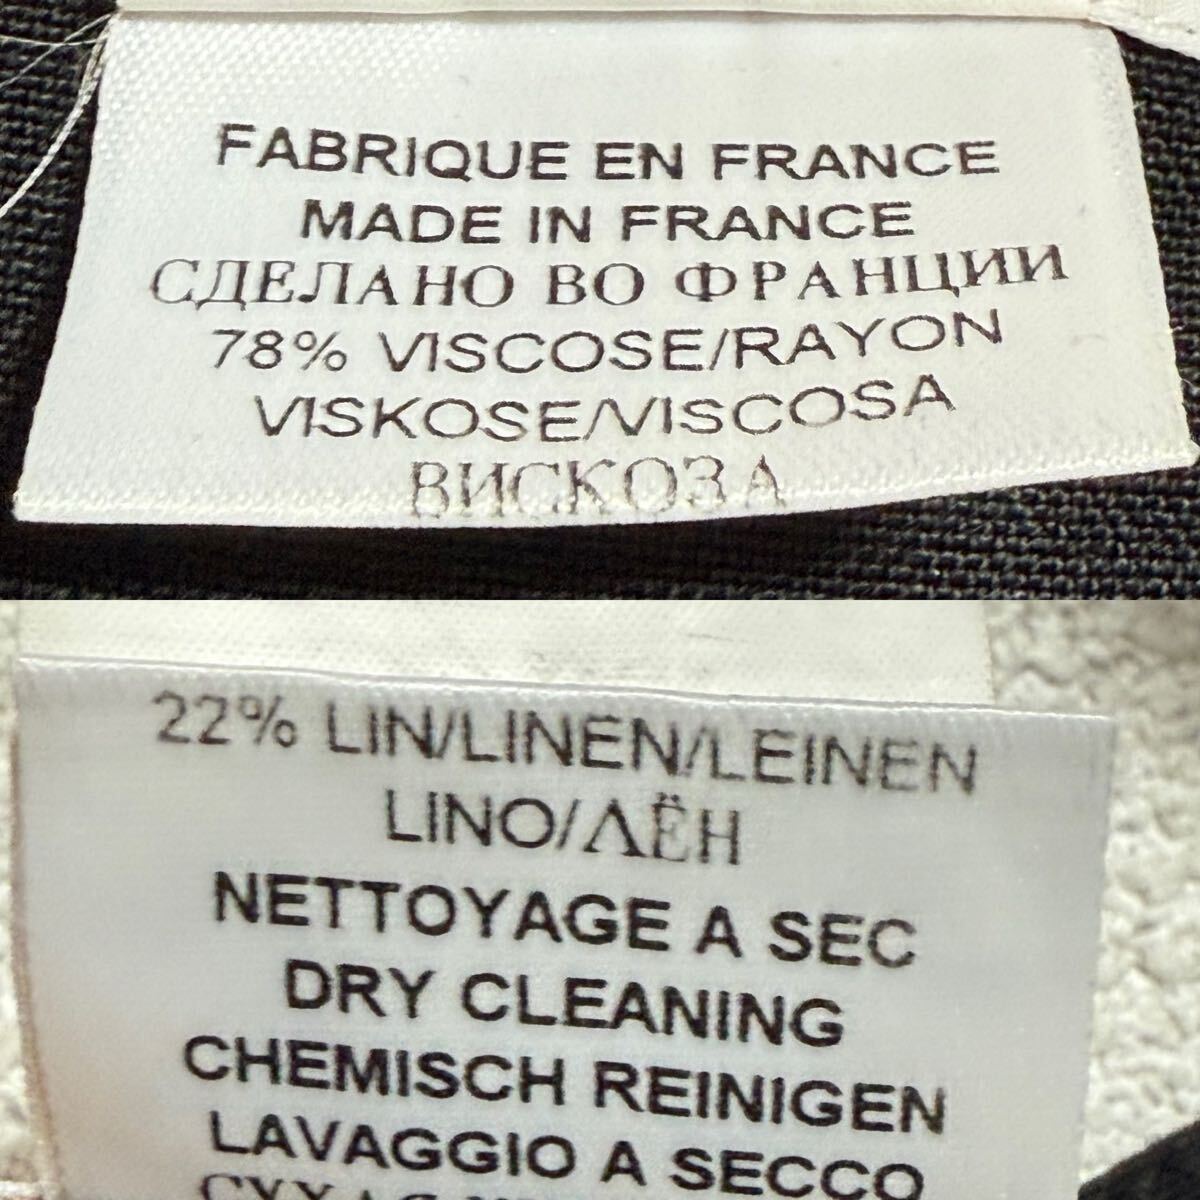 FABRIQUE EN FRANCE
MADE IN FRANCE
СДЕЛАНО ВО ФРАНЦИИ
78% VISCOSE/RAYON
VISKOSE/VISCOSA
ВИСКОЗА
22% LIN/LINEN/LEINEN
LINO/ЛЁН
NETTOYAGE A SEC
DRY CLEANING
CHEMISCH REINIGEN
LAVAGGIO A SECCO